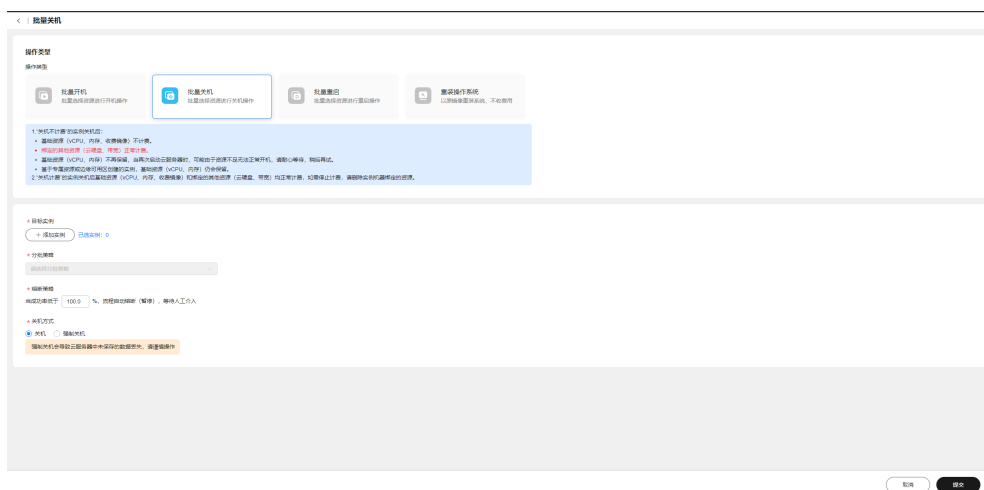 批量关机
操作类型
操作类型
批量开机
批量选择资源进行开机操作
批量关机
批量选择资源进行关机操作
批量重启
批量选择资源进行重启操作
重装操作系统
以原镜像重装系统，不收费用
1.“关机不计费”的实例关机后：
• 基础资源（vCPU、内存、收费镜像）不计费。
• 绑定的其他资源（云硬盘、带宽）正常计费。
• 基础资源（vCPU、内存）不再保留，当再次启动云服务器时，可能由于资源不足无法正常开机，请耐心等待，稍后再试。
• 基于专属资源或边缘可用区创建的实例，基础资源（vCPU、内存）仍会保留。
2.“关机计费”的实例关机后基础资源（vCPU、内存、收费镜像）和绑定的其他资源（云硬盘、带宽）均正常计费，如需停止计费，请删除实例机器绑定的资源。
* 目标实例
+ 添加实例
已选实例：0
* 分批策略
请选择分批策略
* 熔断策略
当成功率低于 100.0 %，流程自动熔断（暂停），等待人工介入
* 关机方式
关机 强制关机
强制关机会导致云服务器中未保存的数据丢失，请谨慎操作
取消 提交